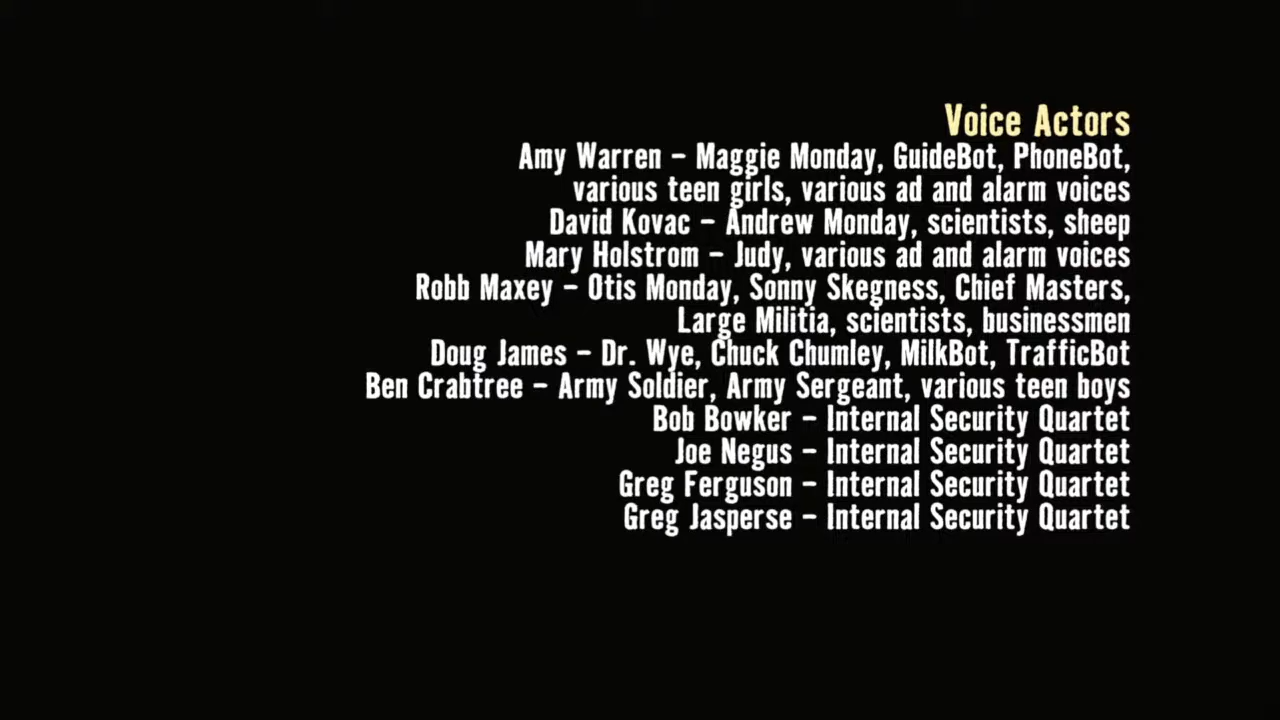 Voice Actors
Amy Warren – Maggie Monday, GuideBot, PhoneBot,
various teen girls, various ad and alarm voices
David Kovac – Andrew Monday, scientists, sheep
Mary Holstrom – Judy, various ad and alarm voices
Robb Maxey – Otis Monday, Sonny Skegness, Chief Masters,
Large Militia, scientists, businessmen
Doug James – Dr. Wye, Chuck Chumley, MilkBot, TrafficBot
Ben Crabtree – Army Soldier, Army Sergeant, various teen boys
Bob Bowker – Internal Security Quartet
Joe Negus – Internal Security Quartet
Greg Ferguson – Internal Security Quartet
Greg Jasperse – Internal Security Quartet